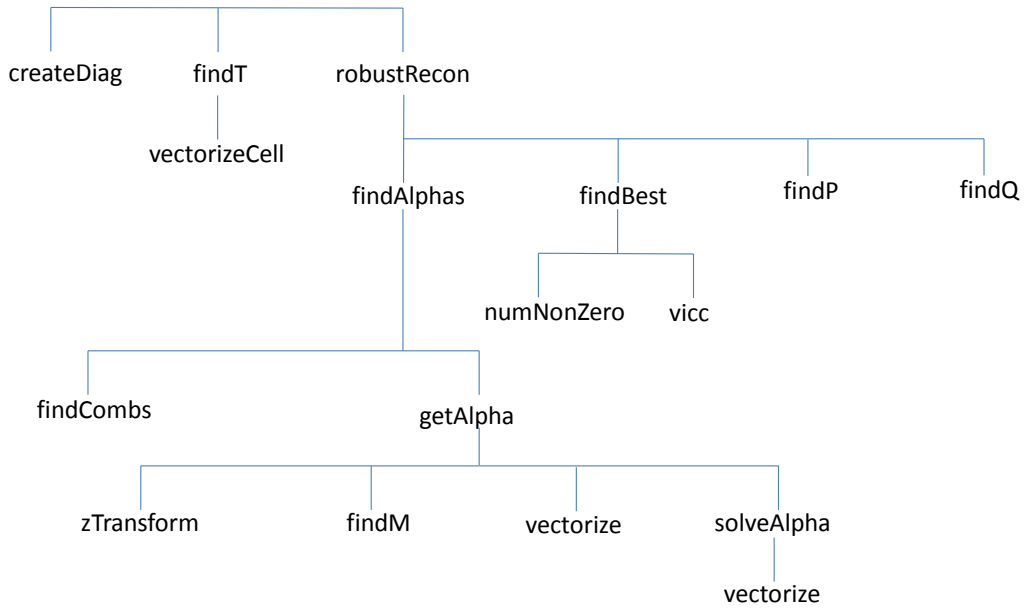 createDiag
findT
robustRecon
vectorizeCell
findAlphas
findBest
findP
findQ
numNonZero
vicc
findCombs
getAlpha
zTransform
findM
vectorize
solveAlpha
vectorize